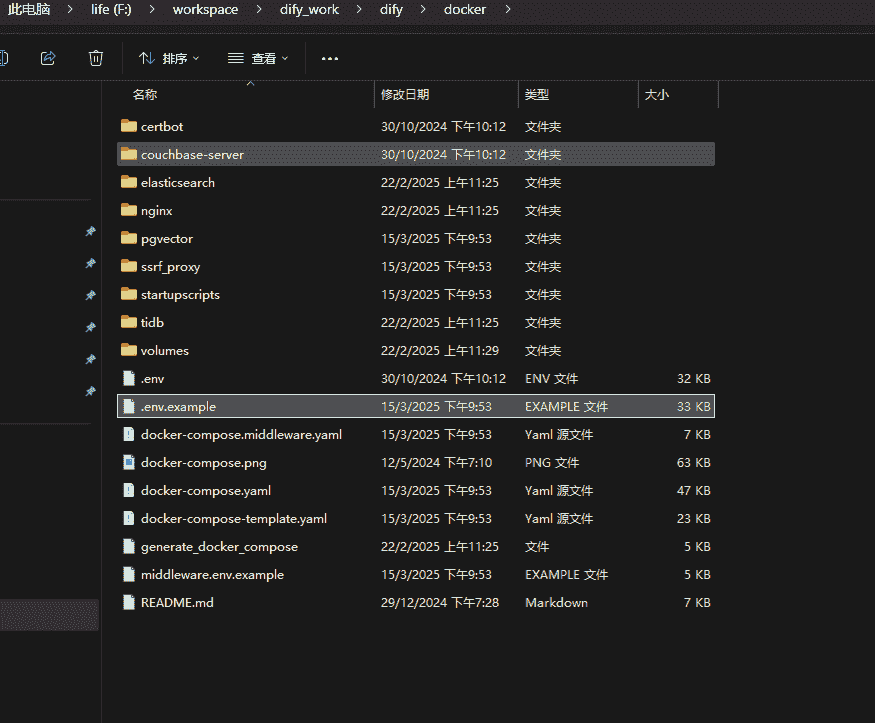 此电脑 > life (F:) > workspace > dify_work > dify > docker >
排序 查看 ...
名称 修改日期 类型 大小
certbot 30/10/2024 下午10:12 文件夹
couchbase-server 30/10/2024 下午10:12 文件夹
elasticsearch 22/2/2025 上午11:25 文件夹
nginx 22/2/2025 上午11:25 文件夹
pgvector 15/3/2025 下午9:53 文件夹
ssrf_proxy 15/3/2025 下午9:53 文件夹
startupscripts 15/3/2025 下午9:53 文件夹
tidb 22/2/2025 上午11:25 文件夹
volumes 22/2/2025 上午11:29 文件夹
.env 30/10/2024 下午10:12 ENV 文件 32 KB
.env.example 15/3/2025 下午9:53 EXAMPLE 文件 33 KB
docker-compose.middleware.yaml 15/3/2025 下午9:53 Yaml 源文件 7 KB
docker-compose.png 12/5/2024 下午7:10 PNG 文件 63 KB
docker-compose.yaml 15/3/2025 下午9:53 Yaml 源文件 47 KB
docker-compose-template.yaml 15/3/2025 下午9:53 Yaml 源文件 23 KB
generate_docker_compose 22/2/2025 上午11:25 文件 5 KB
middleware.env.example 15/3/2025 下午9:53 EXAMPLE 文件 5 KB
README.md 29/12/2024 下午7:28 Markdown 7 KB